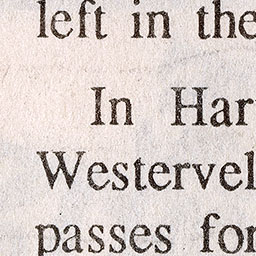 left in the
In Har
Westervel
passes for